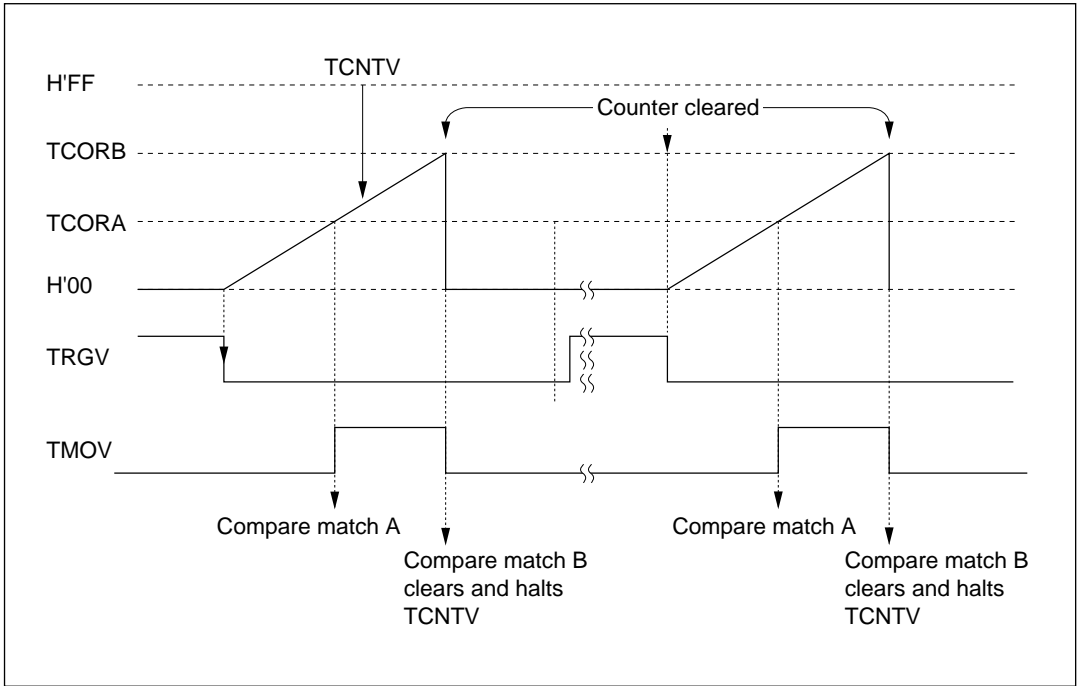 TCNTV
H'FF
Counter cleared
TCORB
TCORA
H'00
TRGV
TMOV
Compare match A
Compare match B
clears and halts
TCNTV
Compare match A
Compare match B
clears and halts
TCNTV